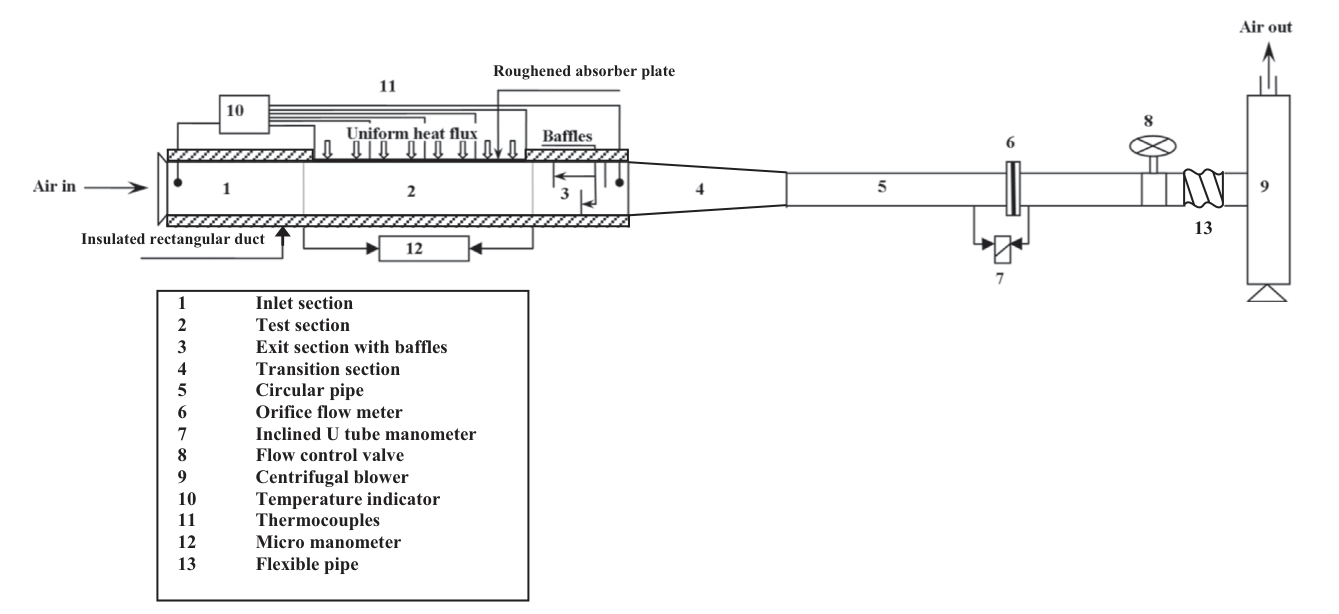 Air out
Roughened absorber plate
11
10
Uniform heat flux
Baffles
8
6
Air in
1
2
3
4
5
9
Insulated rectangular duct
12
7
13
1 Inlet section
2 Test section
3 Exit section with baffles
4 Transition section
5 Circular pipe
6 Orifice flow meter
7 Inclined U tube manometer
8 Flow control valve
9 Centrifugal blower
10 Temperature indicator
11 Thermocouples
12 Micro manometer
13 Flexible pipe